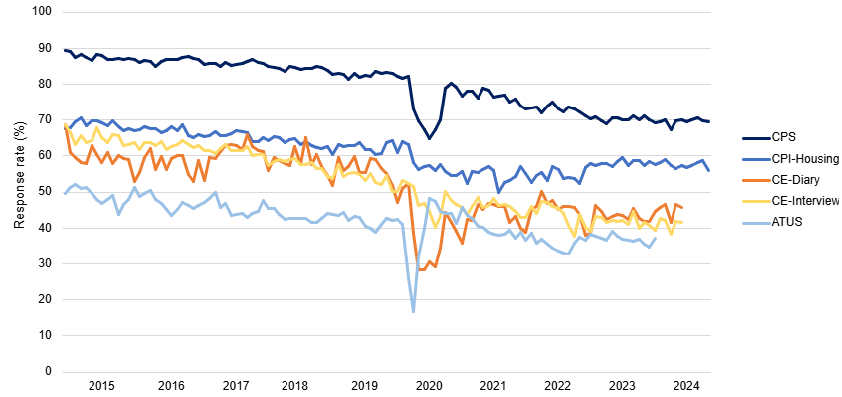 100
90
80
70
60
50
40
30
20
10
0
Response rate (%)
2015 2016 2017 2018 2019 2020 2021 2022 2023 2024
CPS
CPI-Housing
CE-Diary
CE-Interview
ATUS